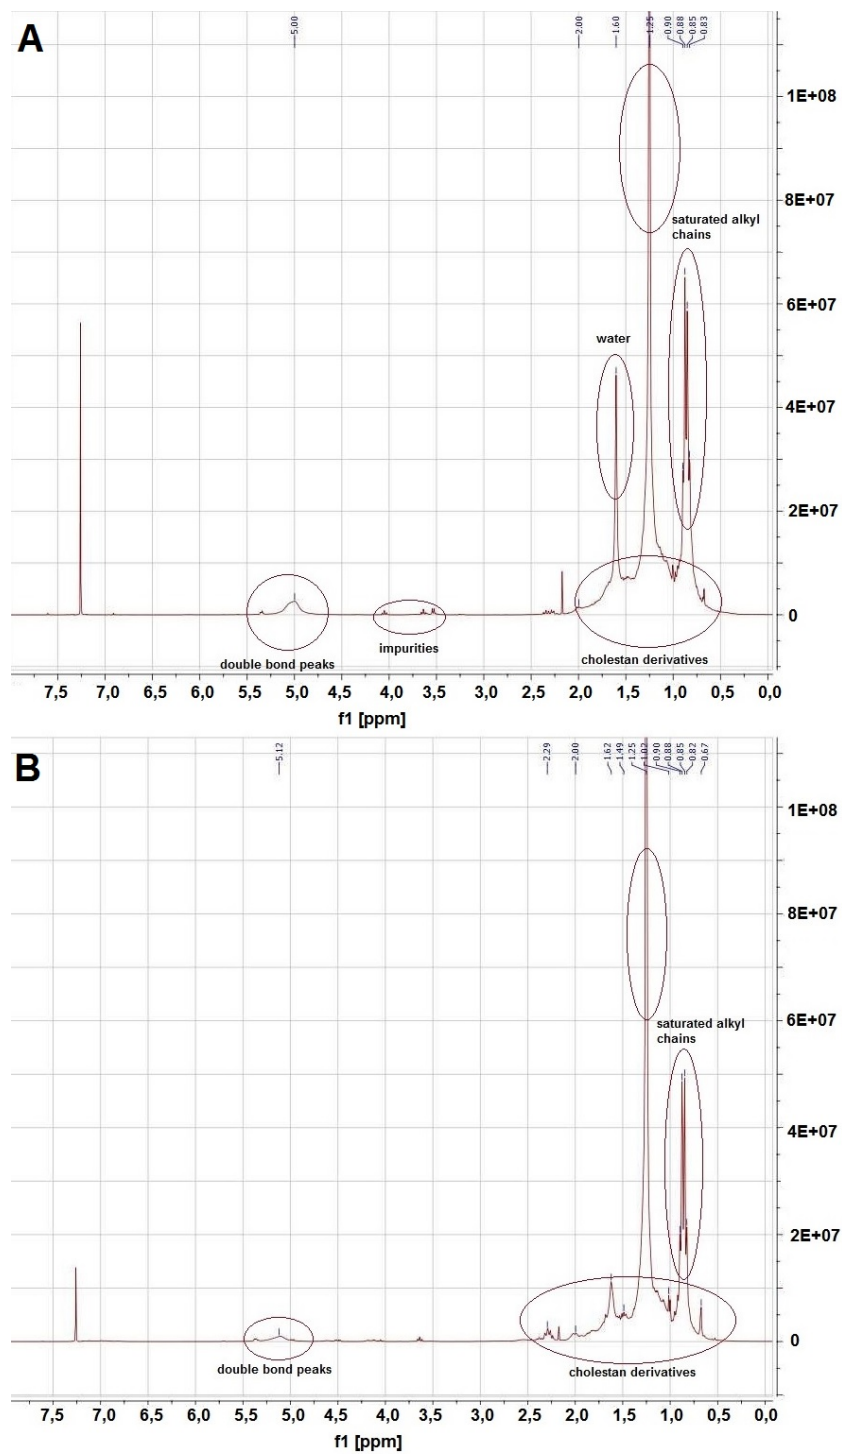 A
5.00
2.00
1.60
1.25
0.90
0.88
0.85
0.83
1E+08
8E+07
saturated alkyl
chains
6E+07
water
4E+07
2E+07
0
double bond peaks
impurities
cholestan derivatives
7,5 7,0 6,5 6,0 5,5 5,0 4,5 4,0 3,5 3,0 2,5 2,0 1,5 1,0 0,5 0,0
f1 [ppm]
B
5.12
2.29
2.00
1.62
1.49
1.25
1.02
0.90
0.88
0.85
0.82
0.67
1E+08
8E+07
6E+07
saturated alkyl
chains
4E+07
2E+07
0
double bond peaks
cholestan derivatives
7,5 7,0 6,5 6,0 5,5 5,0 4,5 4,0 3,5 3,0 2,5 2,0 1,5 1,0 0,5 0,0
f1 [ppm]